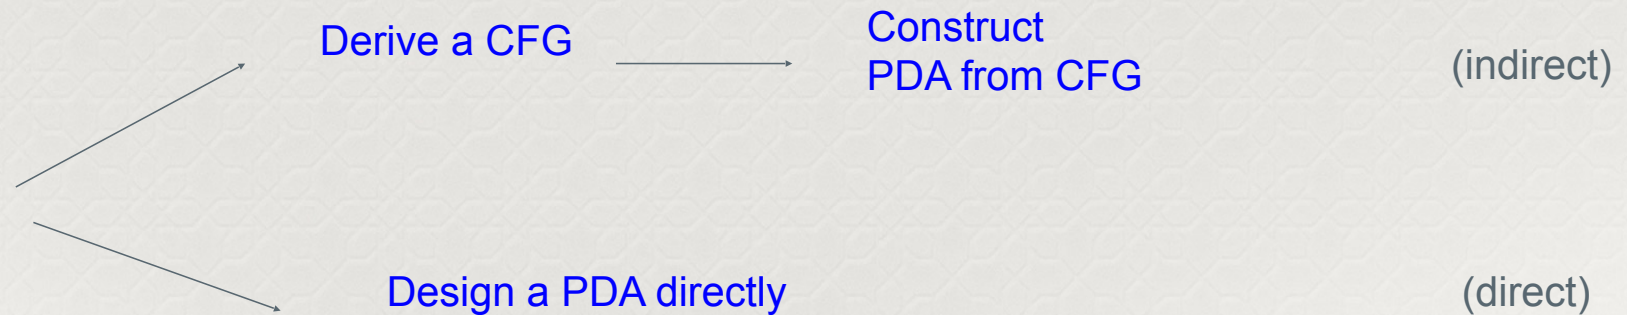 Derive a CFG
Construct
PDA from CFG
(indirect)
Design a PDA directly
(direct)